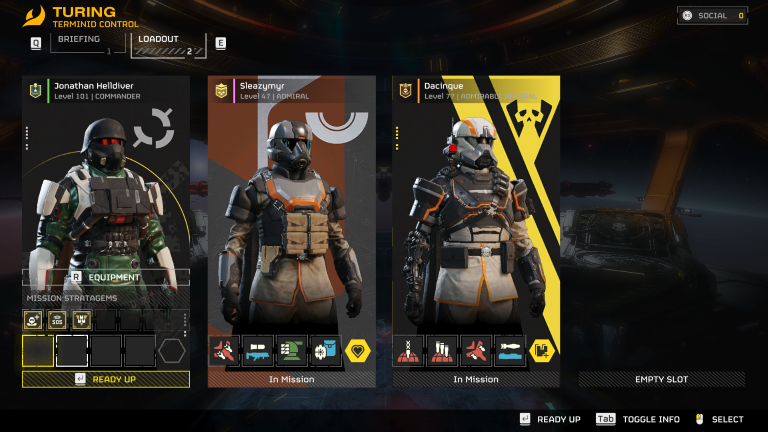 TURING
TERMINID CONTROL
SOCIAL 0
Q
BRIEFING
1
LOADOUT
2
E
Jonathan Helldiver
Level 101 | COMMANDER
Sleazymyr
Level 47 | ADMIRAL
Dacinque
Level 77 |
R EQUIPMENT
MISSION STRATAGEMS
SOS
READY UP
In Mission
In Mission
EMPTY SLOT
READY UP
Tab TOGGLE INFO
SELECT